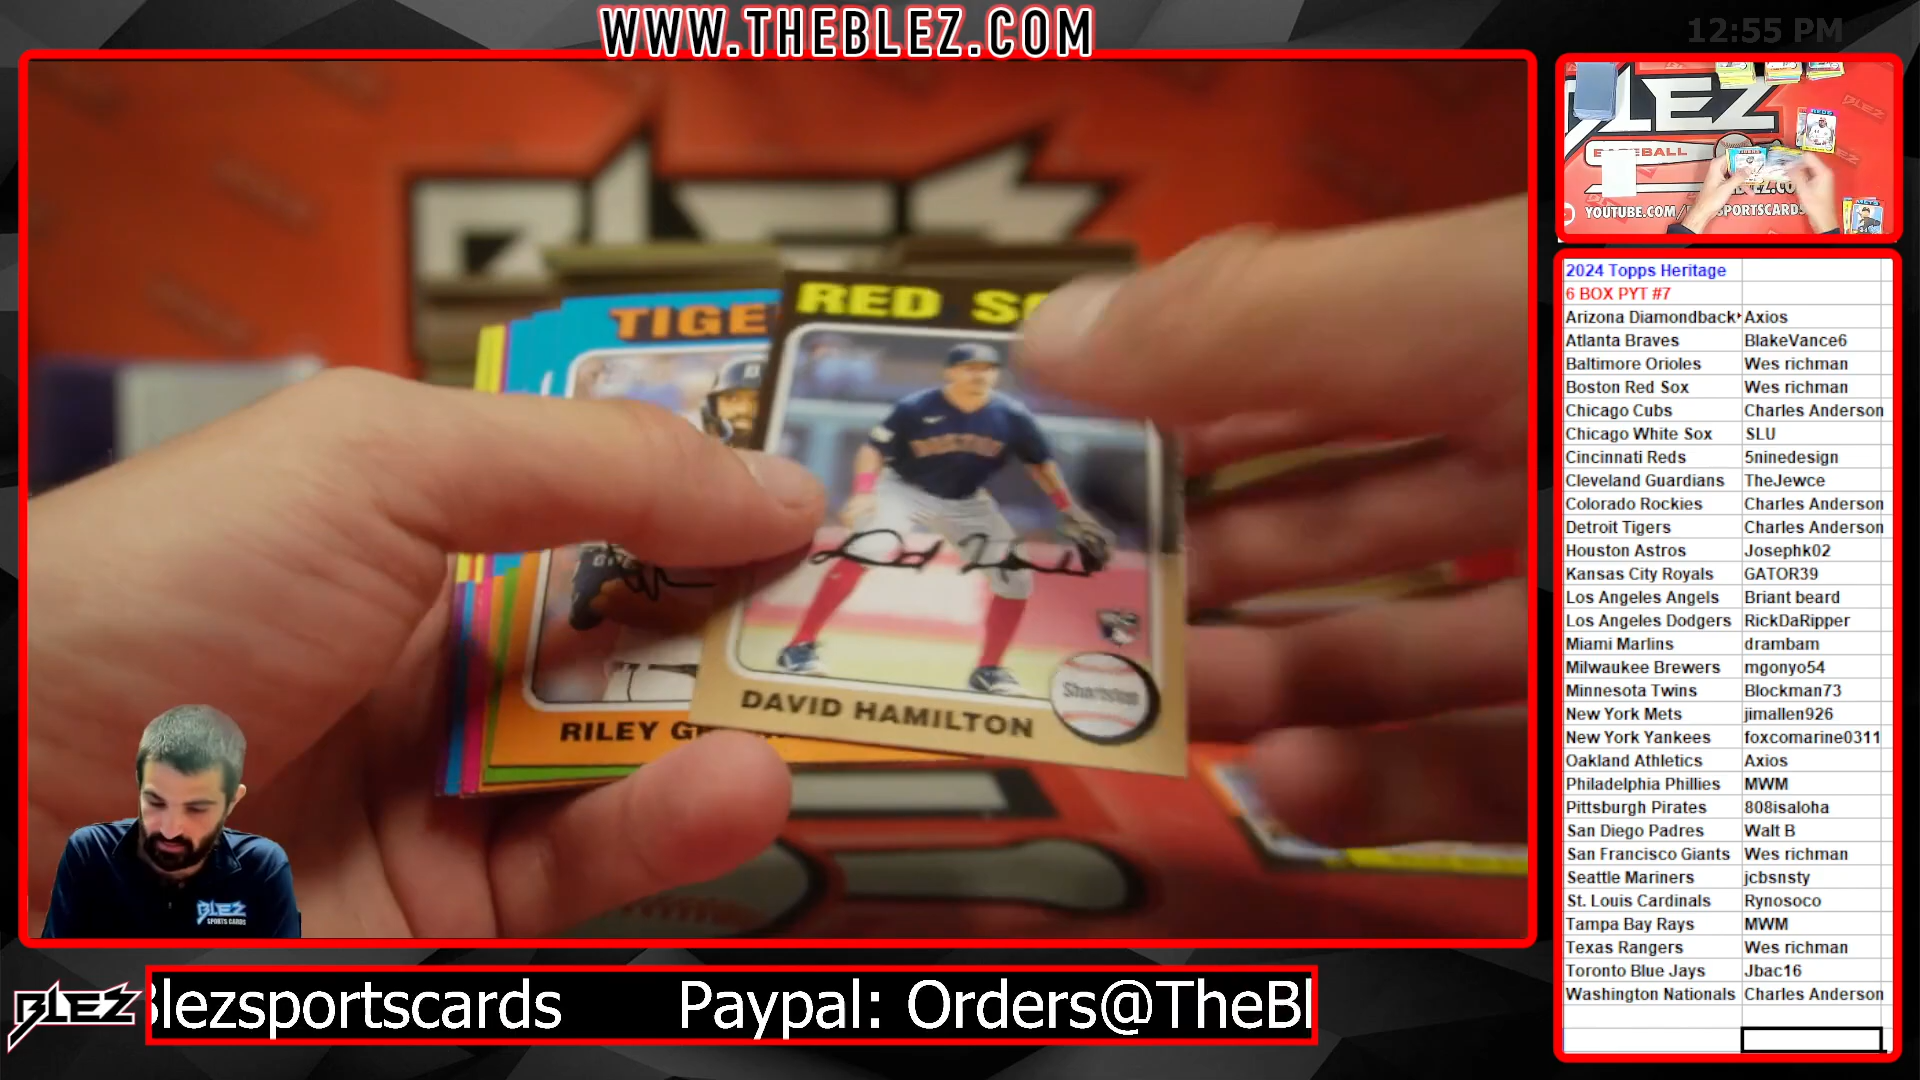 WWW.THEBLEZ.COM
12:55 PM
BLEZ
TIGE
RED S
RILEY G
DAVID HAMILTON
Shortstop
BLEZ
SPORTS CARDS
BLEZ
lezsportscards Paypal: Orders@TheBl
LEZ
BASEBALL
YOUTUBE.COM/
PORTSCARDS
2024 Topps Heritage
6 BOX PYT #7
Arizona Diamondback Axios
Atlanta Braves BlakeVance6
Baltimore Orioles Wes richman
Boston Red Sox Wes richman
Chicago Cubs Charles Anderson
Chicago White Sox SLU
Cincinnati Reds 5ninedesign
Cleveland Guardians TheJewce
Colorado Rockies Charles Anderson
Detroit Tigers Charles Anderson
Houston Astros Josephk02
Kansas City Royals GATOR39
Los Angeles Angels Briant beard
Los Angeles Dodgers RickDaRipper
Miami Marlins drambam
Milwaukee Brewers mgonyo54
Minnesota Twins Blockman73
New York Mets jimallen926
New York Yankees foxcomarine0311
Oakland Athletics Axios
Philadelphia Phillies MWM
Pittsburgh Pirates 808isaloha
San Diego Padres Walt B
San Francisco Giants Wes richman
Seattle Mariners jcbsnsty
St. Louis Cardinals Rynosoco
Tampa Bay Rays MWM
Texas Rangers Wes richman
Toronto Blue Jays Jbac16
Washington Nationals Charles Anderson